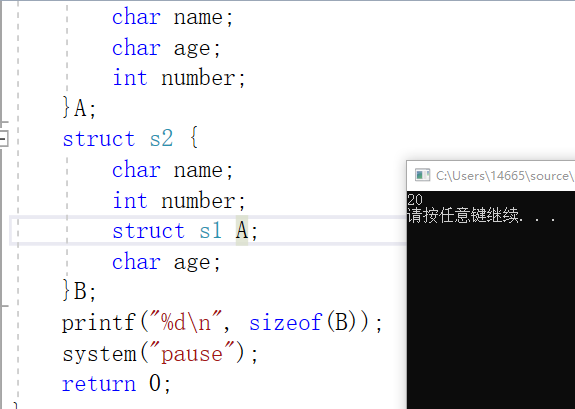 char name;
char age;
int number;
}A;
struct s2 {
char name;
int number;
struct s1 A;
char age;
}B;
printf("%d\n", sizeof(B));
system("pause");
return 0;
C:\Users\14665\source\
20
请按任意键继续. . .